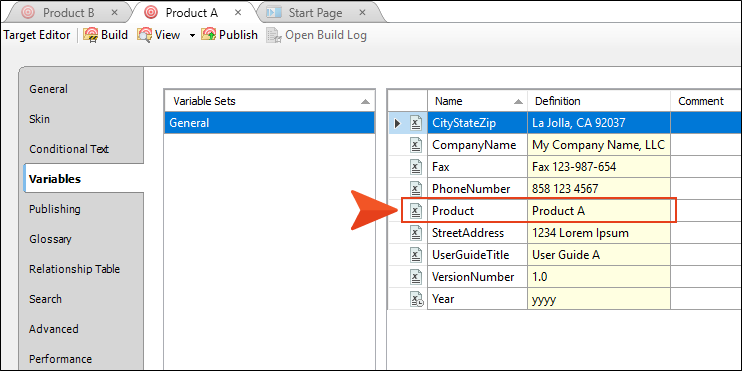 Product B Product A Start Page
Target Editor Build View Publish Open Build Log
General
Skin
Conditional Text
Variables
Publishing
Glossary
Relationship Table
Search
Advanced
Performance
Variable Sets
General
Name Definition Comment
CityStateZip La Jolla, CA 92037
CompanyName My Company Name, LLC
Fax Fax 123-987-654
PhoneNumber 858 123 4567
Product Product A
StreetAddress 1234 Lorem Ipsum
UserGuideTitle User Guide A
VersionNumber 1.0
Year yyyy